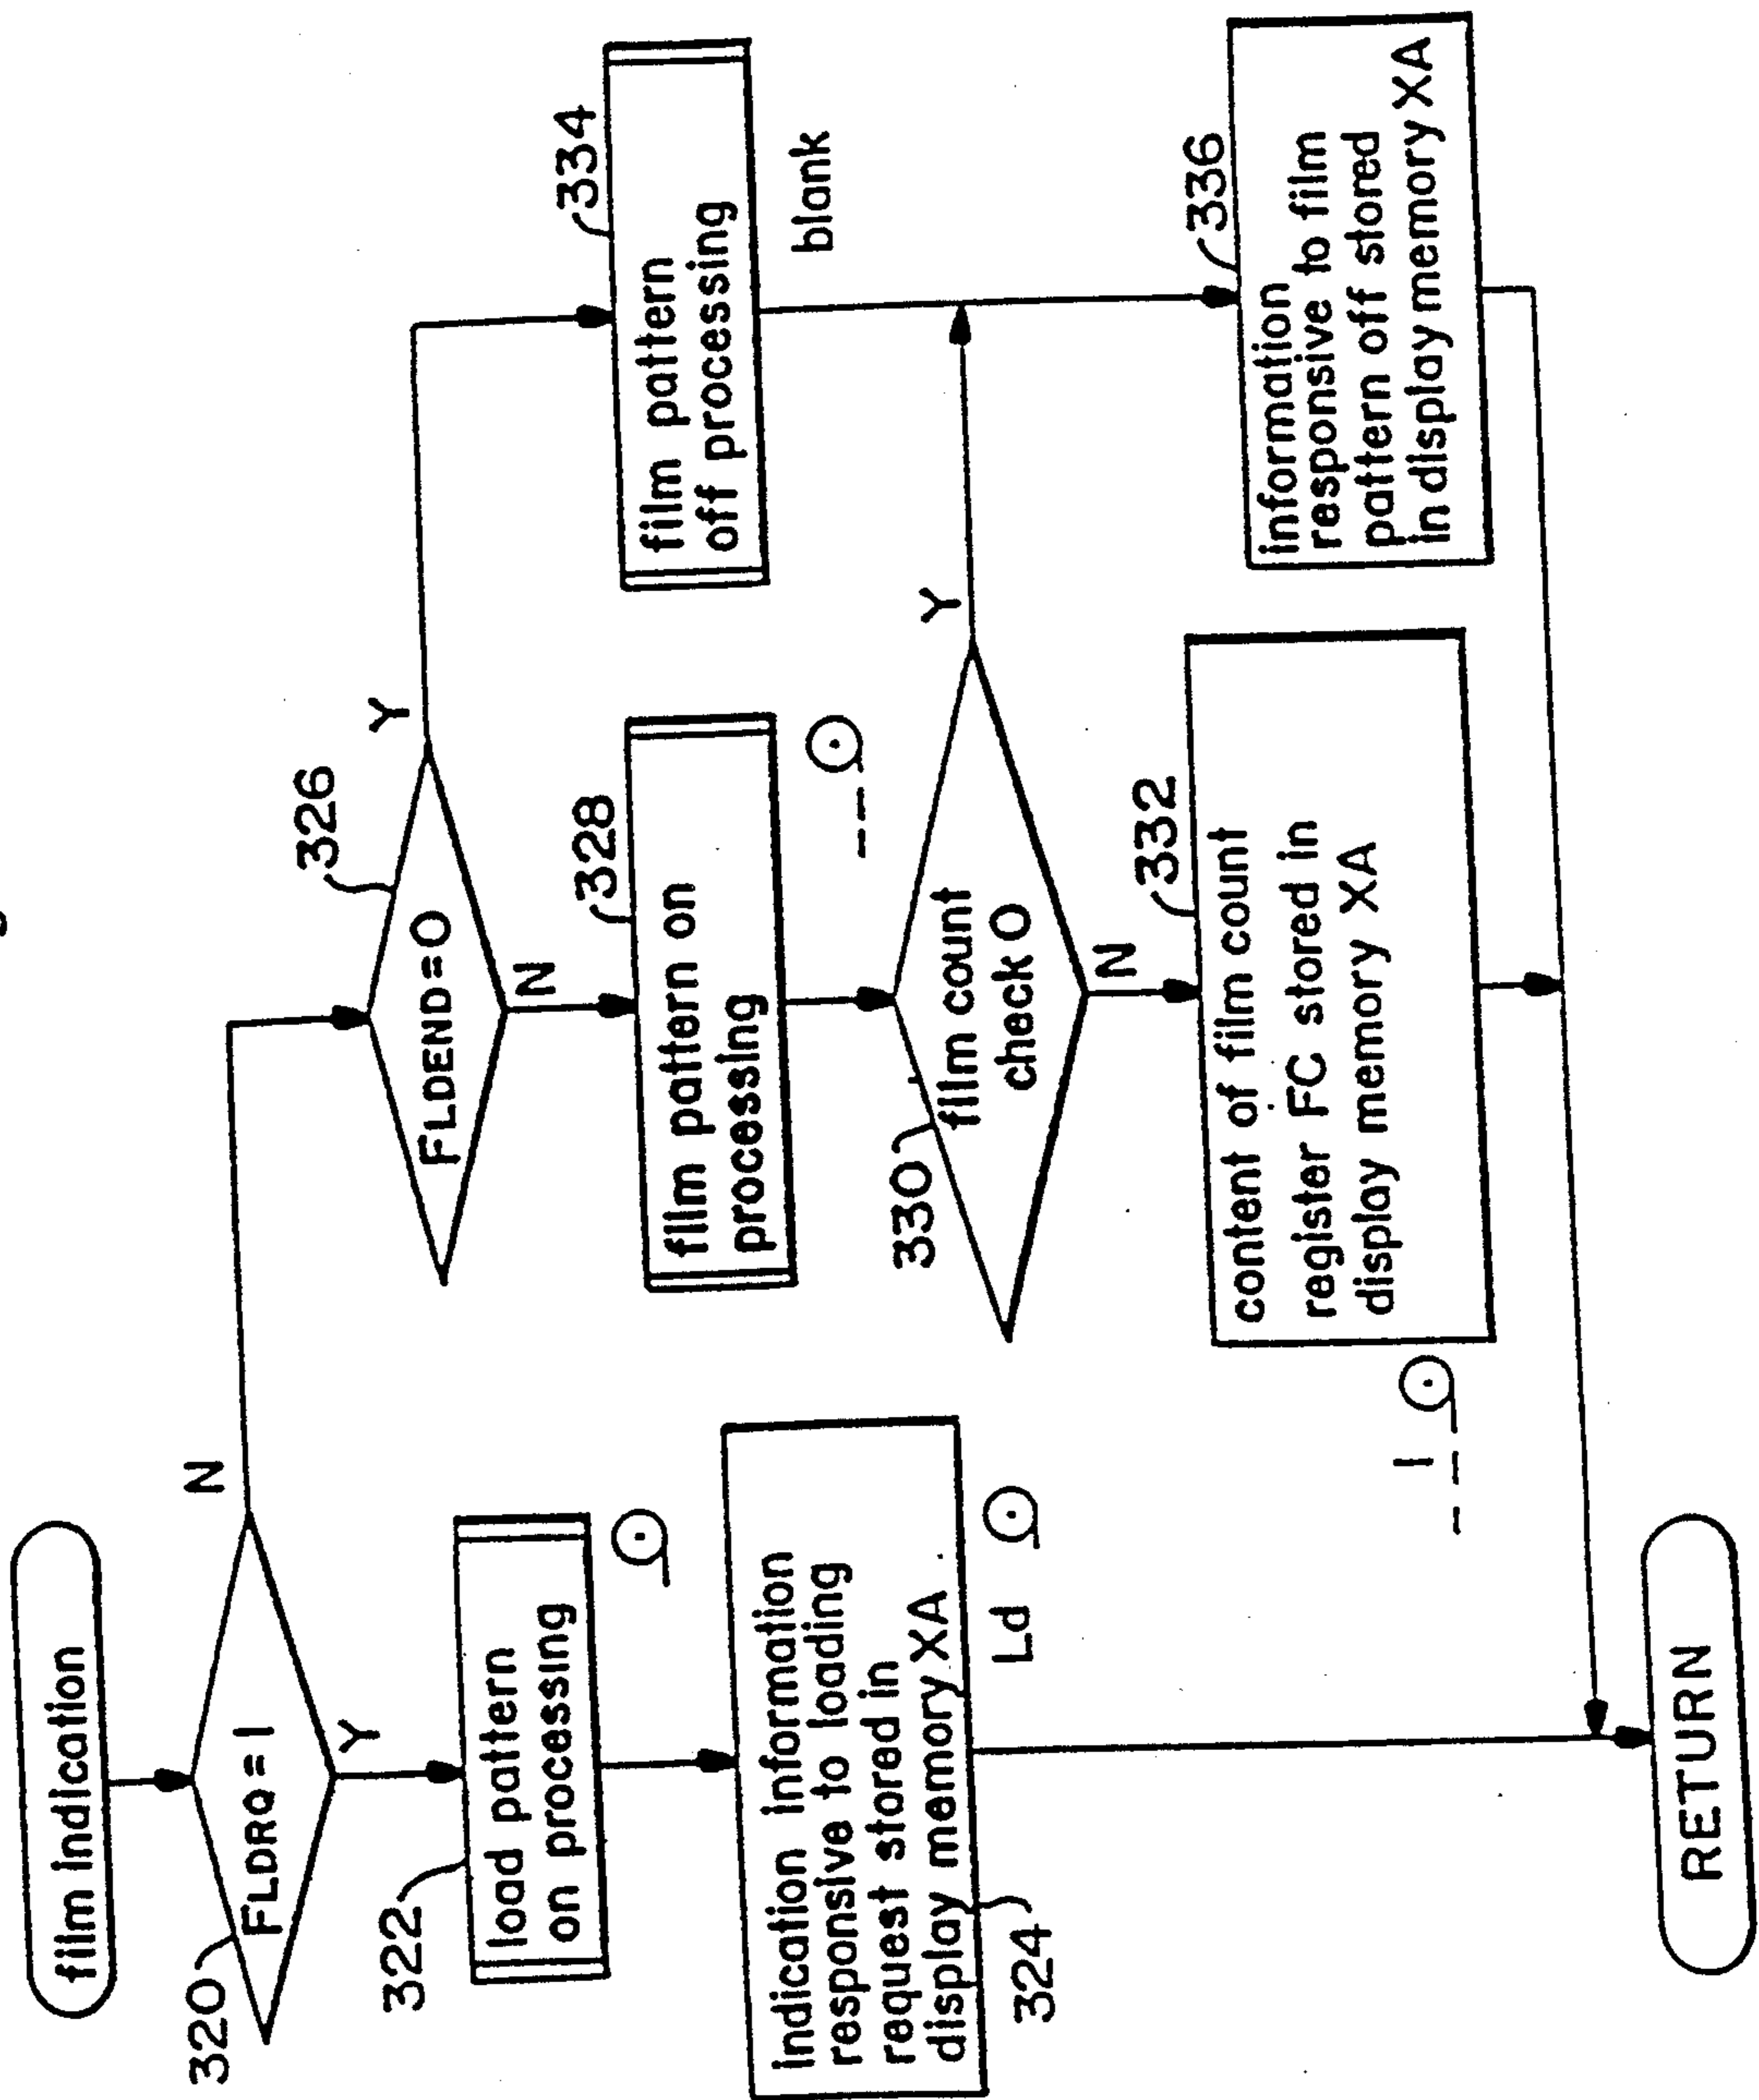 film indication
320
FLDRQ=1
N
Y
322
load pattern
on processing
indication information
responsive to loading
request stored in
display memory XA
324
Ld
326
FLDEND=0
Y
N
328
film pattern on
processing
330
film count
check 0
Y
N
332
content of film count
register FC stored in
display memory XA
1
334
film pattern
off processing
blank
336
information
responsive to film
pattern off stored
in display memory XA
RETURN